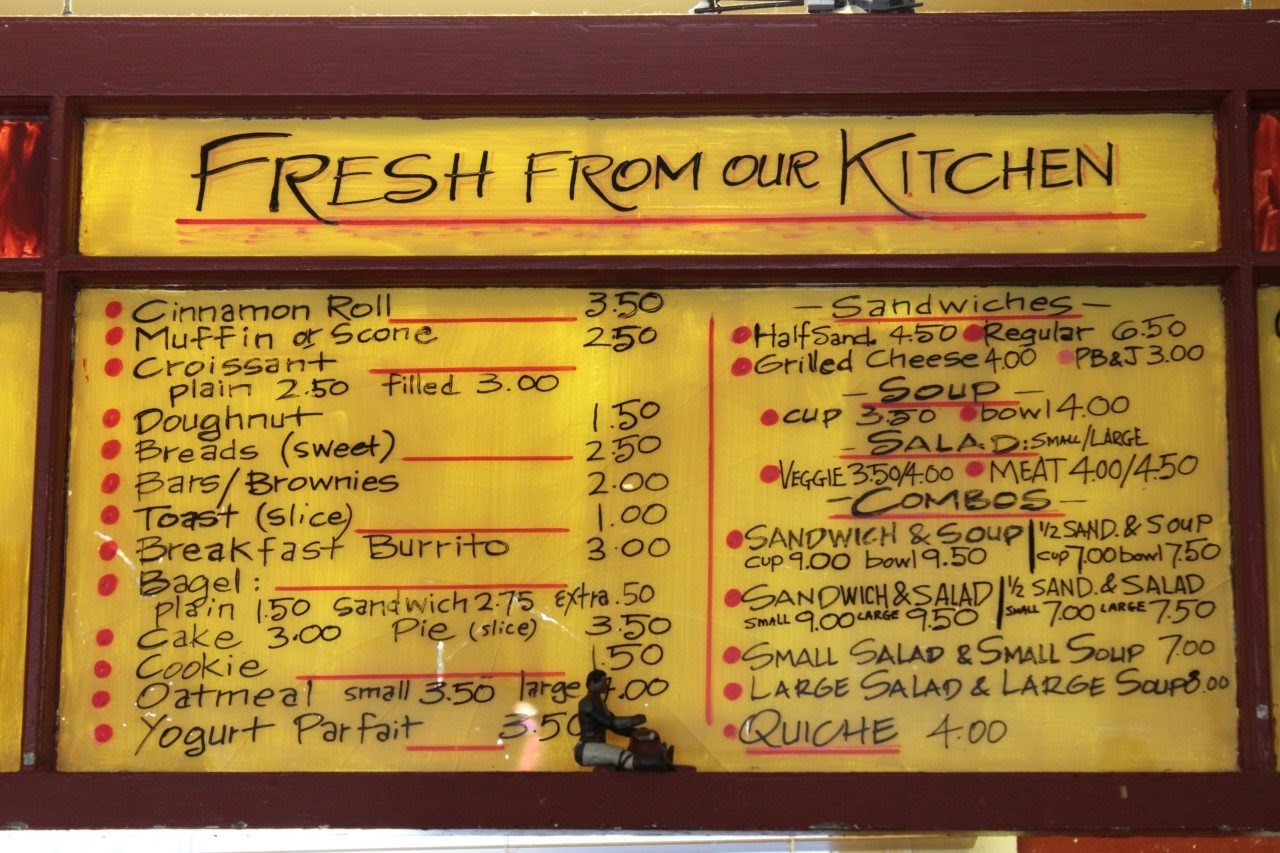 FRESH FROM OUR KITCHEN
Cinnamon Roll 3.50
Muffin or Scone 2.50
Croissant
plain 2.50 filled 3.00
Doughnut 1.50
Breads (sweet) 2.50
Bars/Brownies 2.00
Toast (slice) 1.00
Breakfast Burrito 3.00
Bagel:
plain 1.50 sandwich 2.75 extra .50
Cake 3.00 Pie (slice) 3.50
Cookie 1.50
Oatmeal small 3.50 large 4.00
Yogurt Parfait 3.50
- Sandwiches -
Half Sand. 4.50 Regular 6.50
Grilled Cheese 4.00 PB&J 3.00
- SOUP -
cup 3.50 bowl 4.00
- SALAD: SMALL/LARGE
VEGGIE 3.50/4.00 MEAT 4.00/4.50
- COMBOS -
SANDWICH & SOUP | 1/2 SAND. & SOUP
cup 9.00 bowl 9.50 | cup 7.00 bowl 7.50
SANDWICH & SALAD | 1/2 SAND. & SALAD
SMALL 9.00 LARGE 9.50 | SMALL 7.00 LARGE 7.50
SMALL SALAD & SMALL SOUP 7.00
LARGE SALAD & LARGE SOUP 8.00
QUICHE 4.00